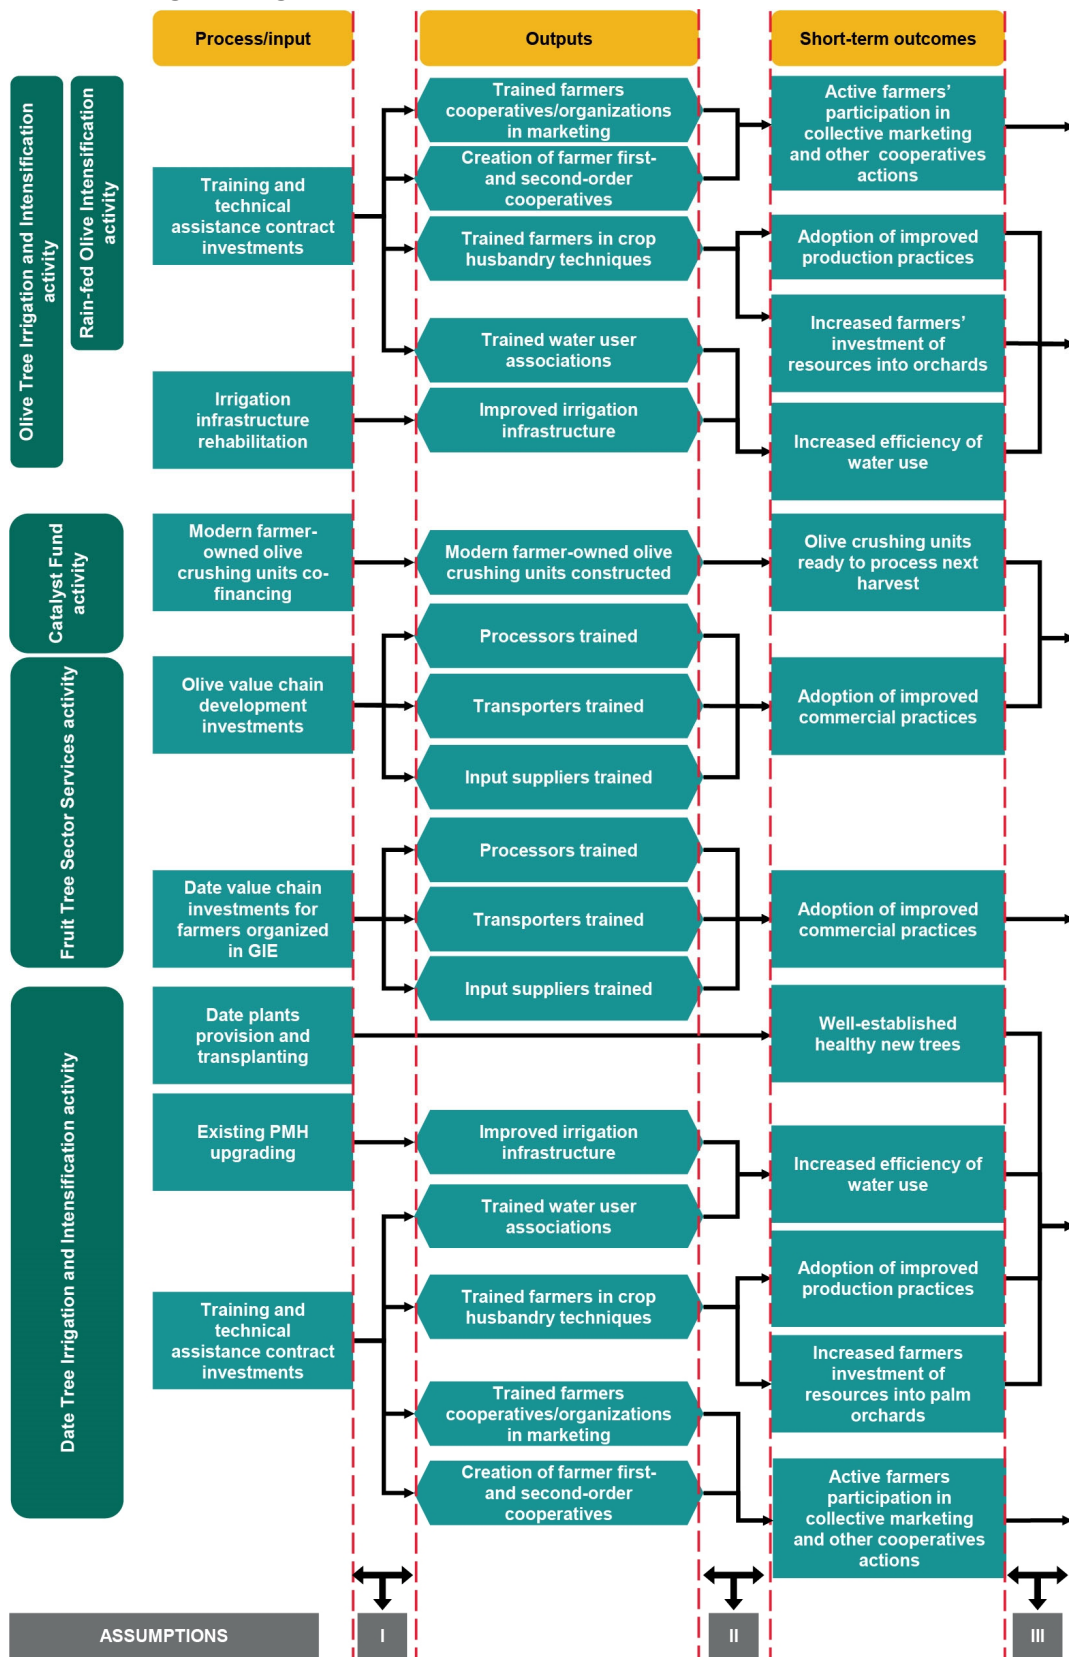 Process/input
Outputs
Short-term outcomes
Olive Tree Irrigation and Intensification
activity
Rain-fed Olive Intensification
activity
Training and
technical
assistance contract
investments
Irrigation
infrastructure
rehabilitation
Trained farmers
cooperatives/organizations
in marketing
Creation of farmer first-
and second-order
cooperatives
Trained farmers in crop
husbandry techniques
Trained water user
associations
Improved irrigation
infrastructure
Active farmers’
participation in
collective marketing
and other cooperatives
actions
Adoption of improved
production practices
Increased farmers’
investment of
resources into orchards
Increased efficiency of
water use
Catalyst Fund
activity
Modern farmer-
owned olive
crushing units co-
financing
Modern farmer-owned olive
crushing units constructed
Olive crushing units
ready to process next
harvest
Fruit Tree Sector Services activity
Olive value chain
development
investments
Processors trained
Transporters trained
Input suppliers trained
Adoption of improved
commercial practices
Date value chain
investments for
farmers organized
in GIE
Processors trained
Transporters trained
Input suppliers trained
Adoption of improved
commercial practices
Date Tree Irrigation and Intensification activity
Date plants
provision and
transplanting
Well-established
healthy new trees
Existing PMH
upgrading
Improved irrigation
infrastructure
Trained water user
associations
Increased efficiency of
water use
Training and
technical
assistance contract
investments
Trained farmers in crop
husbandry techniques
Trained farmers
cooperatives/organizations
in marketing
Creation of farmer first-
and second-order
cooperatives
Adoption of improved
production practices
Increased farmers
investment of
resources into palm
orchards
Active farmers
participation in
collective marketing
and other cooperatives
actions
ASSUMPTIONS
I
II
III